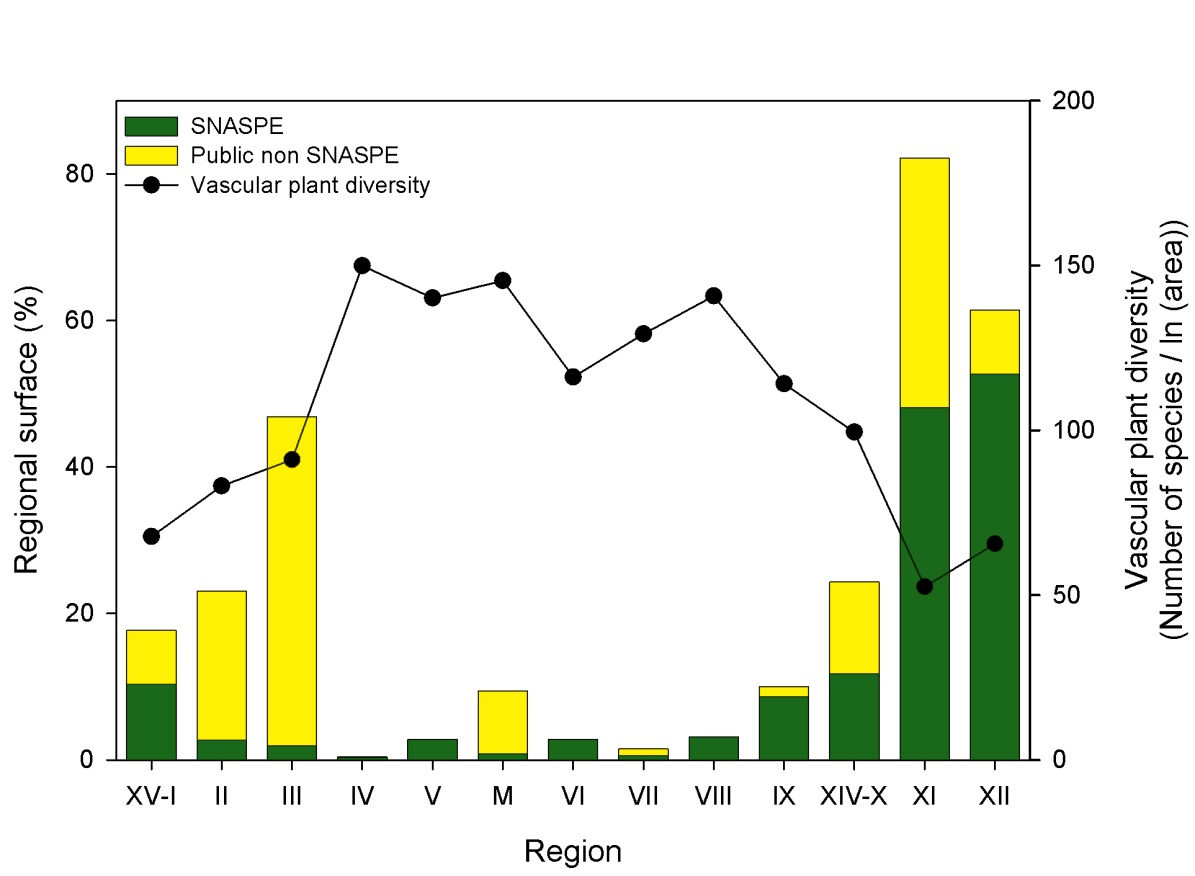 SNASPE
Public non SNASPE
Vascular plant diversity
Regional surface (%)
80
60
40
20
0
200
150
100
50
0
Vascular plant diversity
(Number of species / ln (area))
XV-I II III IV V M VI VII VIII IX XIV-X XI XII
Region